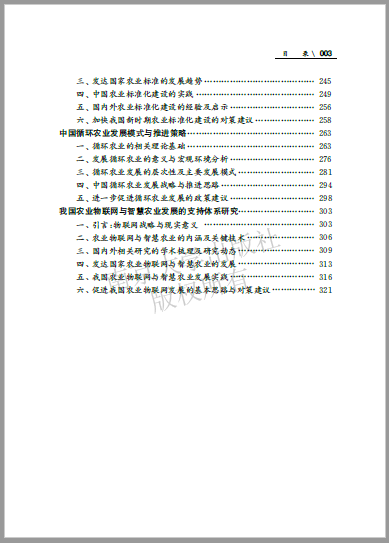 目 录 \ 003
三、发达国家农业标准的发展趋势 …………………………………… 245
四、中国农业标准化建设的实践 …………………………………… 249
五、国内外农业标准化建设的经验及启示 ………………………… 256
六、加快我国新时期农业标准化建设的对策建议 ………………… 258
中国循环农业发展模式与推进策略 ………………………………… 263
一、循环农业的相关理论基础 ……………………………………… 263
二、发展循环农业的意义与宏观环境分析 ………………………… 276
三、循环农业发展的层次性及主要发展模式 ……………………… 281
四、中国循环农业发展战略与推进思路 …………………………… 294
五、进一步促进循环农业发展的政策建议 ………………………… 298
我国农业物联网与智慧农业发展的支持体系研究 ………………… 303
一、引言:物联网战略与现实意义 ………………………………… 303
二、农业物联网与智慧农业的内涵及关键技术 …………………… 306
三、国内外相关研究的学术梳理及研究动态 ……………………… 309
四、发达国家农业物联网与智慧农业的发展 ……………………… 313
五、我国农业物联网与智慧农业发展实践 ………………………… 316
六、促进我国农业物联网发展的基本思路与对策建议 …………… 321
版权所有